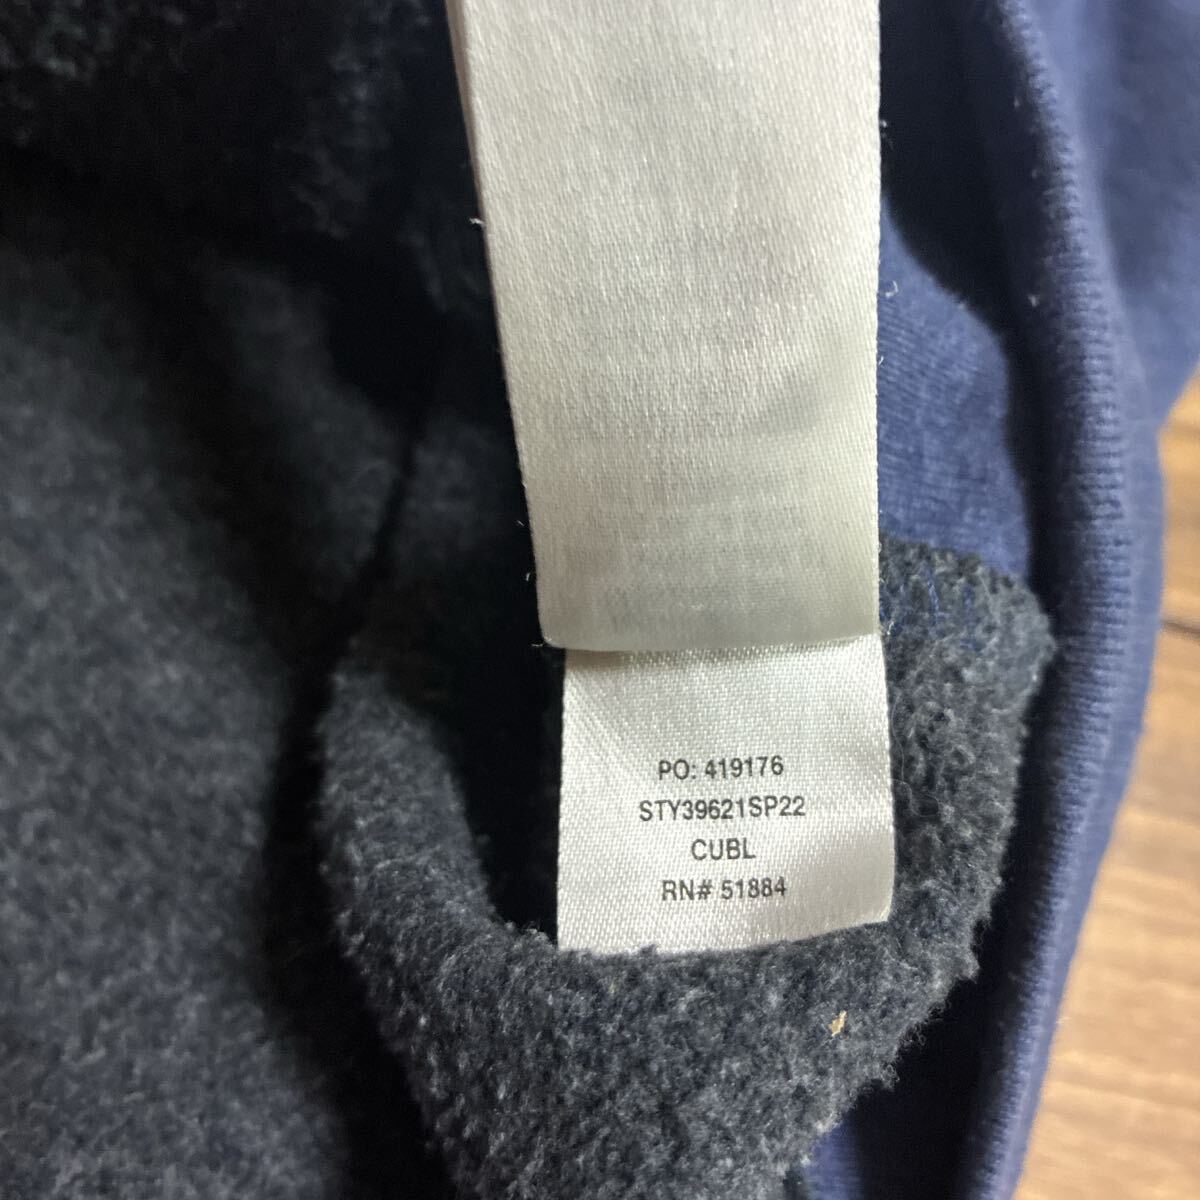 PO: 419176
STY39621SP22
CUBL
RN# 51884